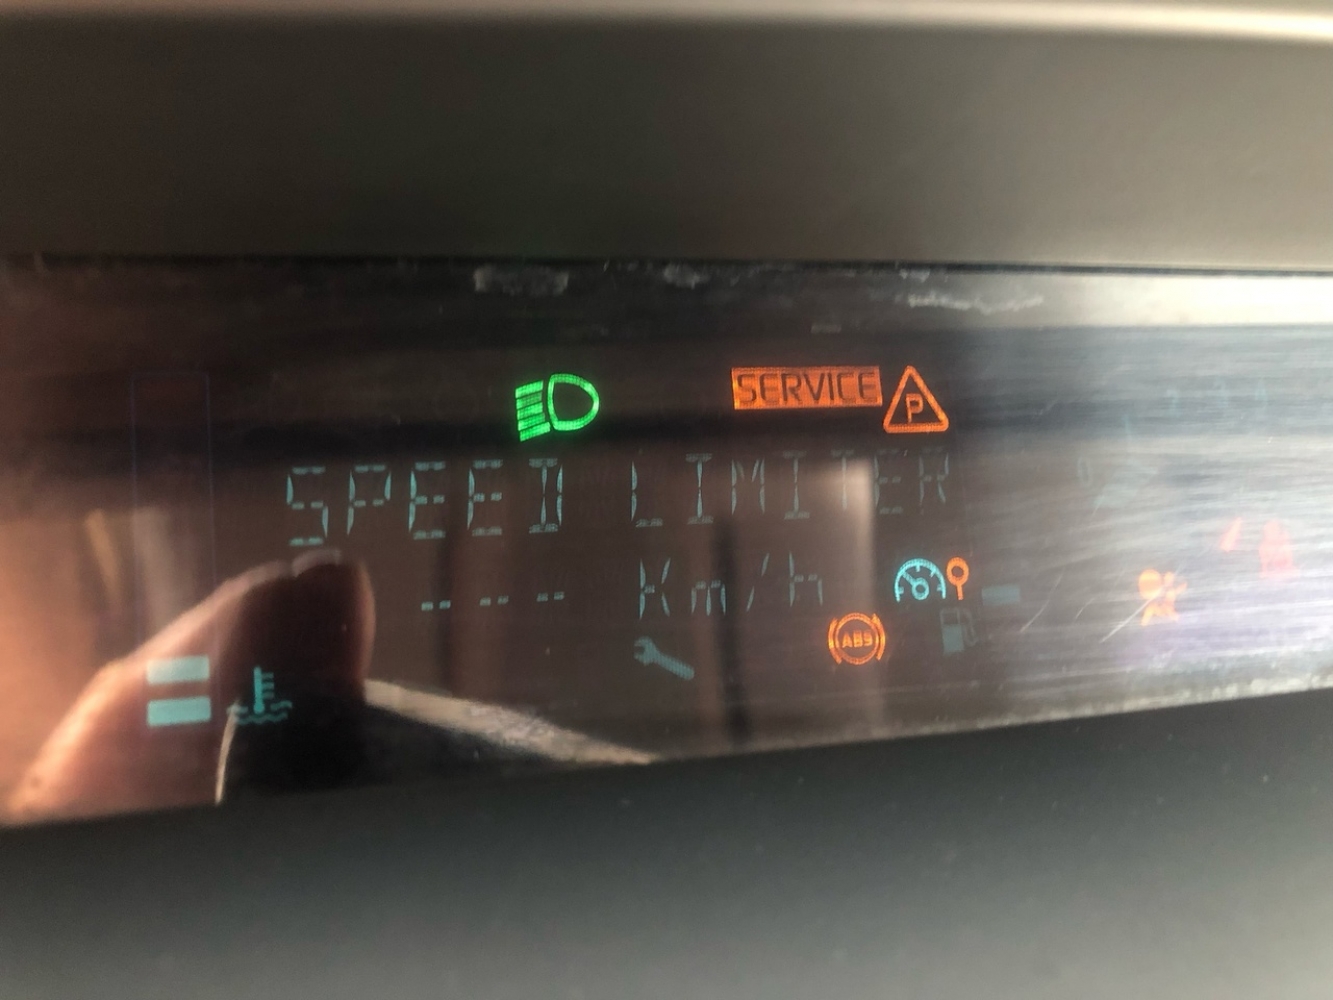 SERVICE
P
SPEED LIMITER
--- Km/h
ABS